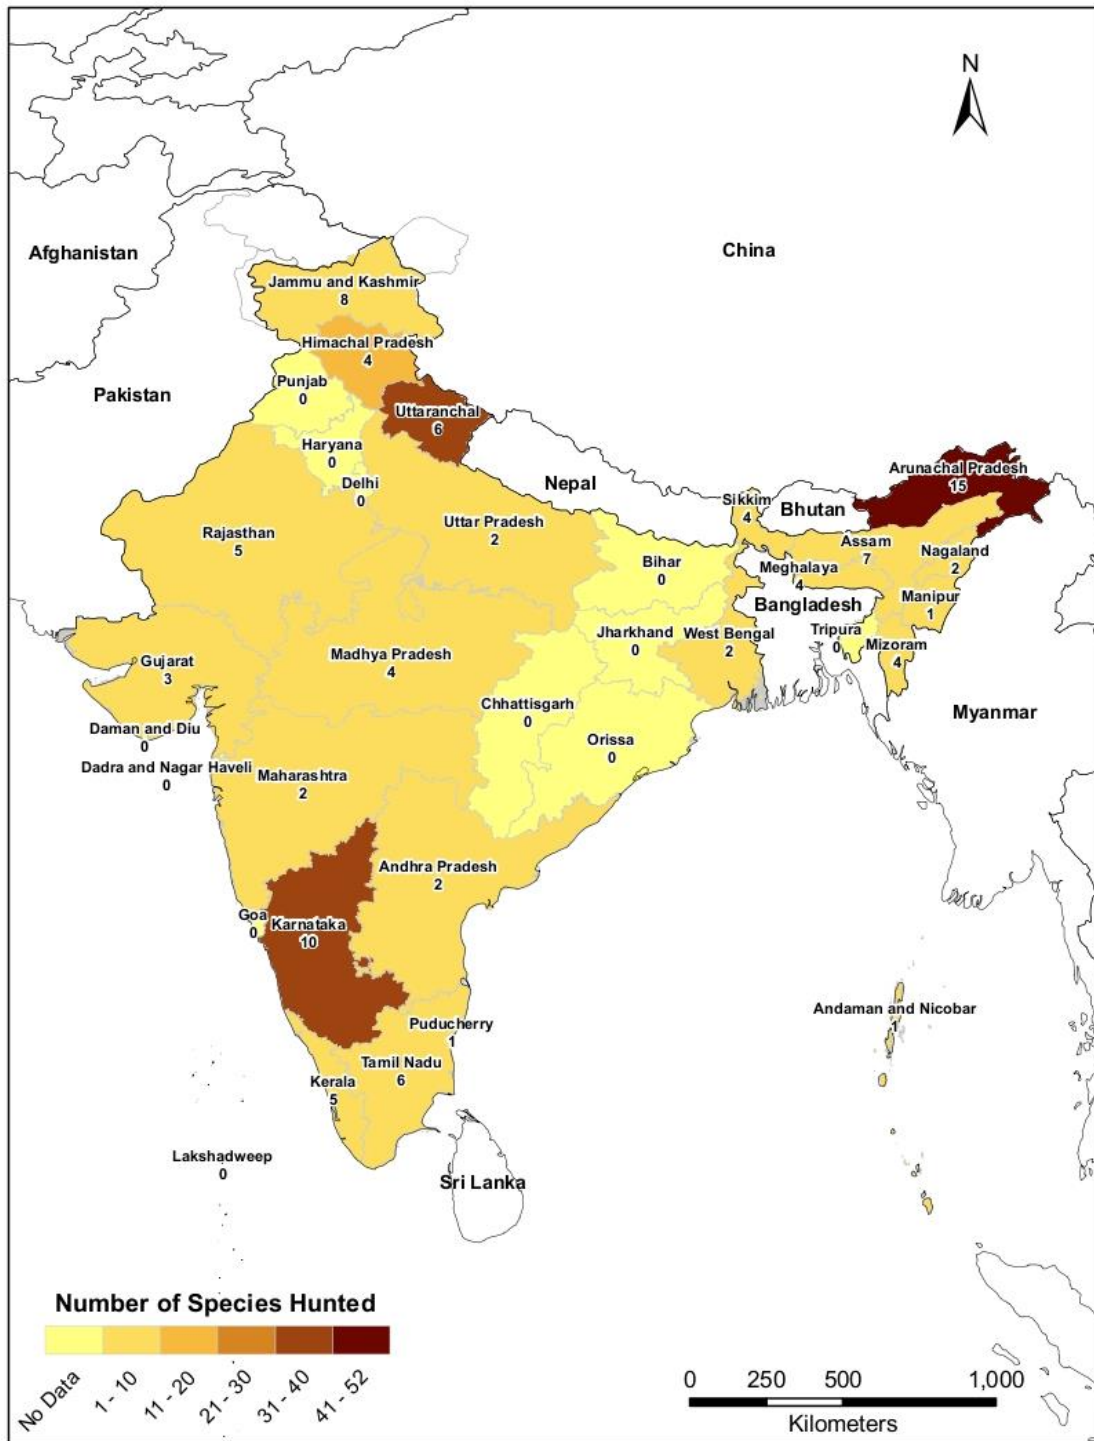 N
Afghanistan
China
Jammu and Kashmir
8
Himachal Pradesh
4
Pakistan
Punjab
0
Uttaranchal
6
Haryana
0
Delhi
0
Nepal
Arunachal Pradesh
15
Sikkim
4
Bhutan
Rajasthan
5
Uttar Pradesh
2
Assam
7
Nagaland
2
Bihar
0
Meghalaya
4
Manipur
1
Bangladesh
Jharkhand
0
West Bengal
2
Tripura
0
Mizoram
4
Madhya Pradesh
4
Gujarat
3
Chhattisgarh
0
Myanmar
Daman and Diu
0
Orissa
0
Dadra and Nagar Haveli
0
Maharashtra
2
Andhra Pradesh
2
Goa
0
Karnataka
10
Andaman and Nicobar
1
Puducherry
1
Tamil Nadu
6
Kerala
5
Lakshadweep
0
Sri Lanka
Number of Species Hunted
No Data
1 - 10
11 - 20
21 - 30
31 - 40
41 - 52
0 250 500 1,000
Kilometers